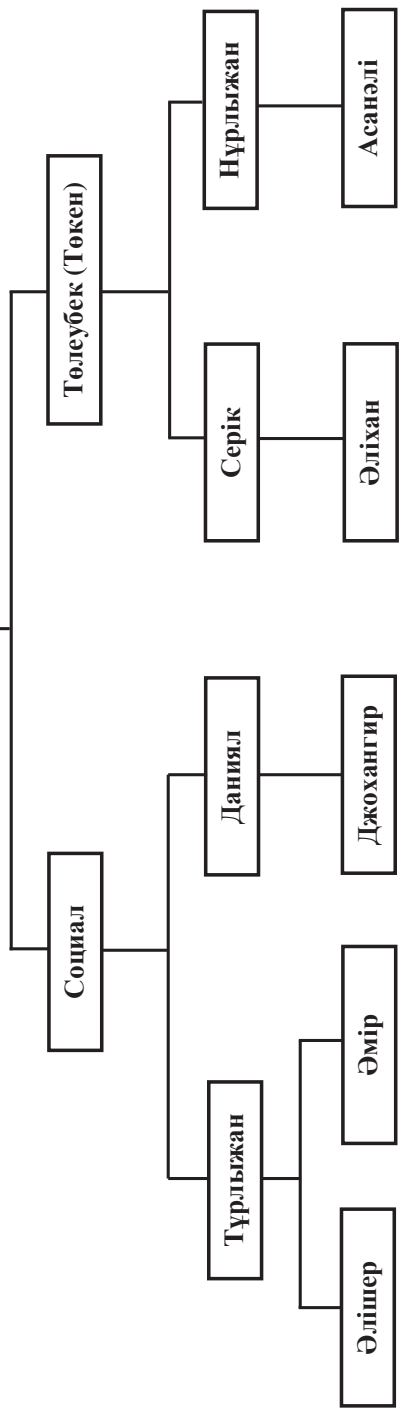 Социал
Төлеубек (Төкен)
Тұрлыжан
Даниял
Серік
Нұрлыжан
Әлішер
Әмір
Джохангир
Әліхан
Асанәлі